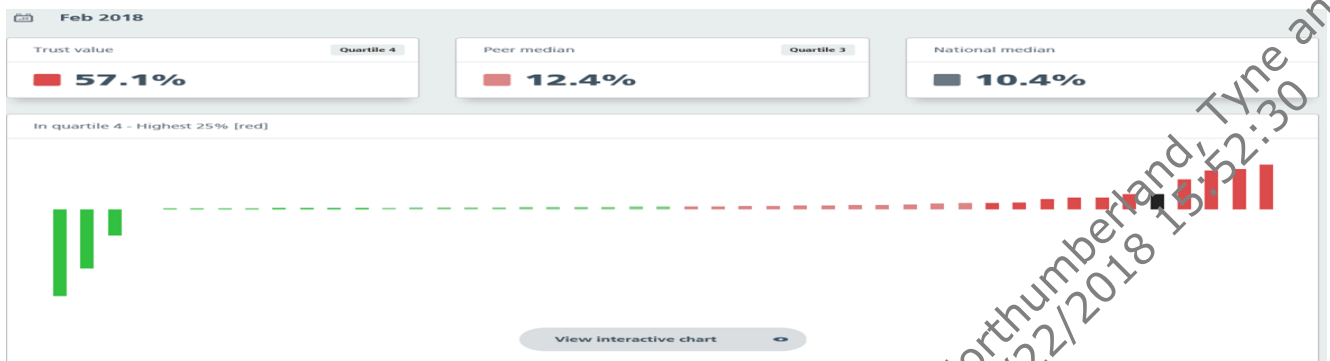 Feb 2018
Trust value
Quartile 4
57.1%
Peer median
Quartile 3
12.4%
National median
10.4%
In quartile 4 - Highest 25% [red]
View interactive chart
orthumberland, Tyne an
/22/2018 15:52:30